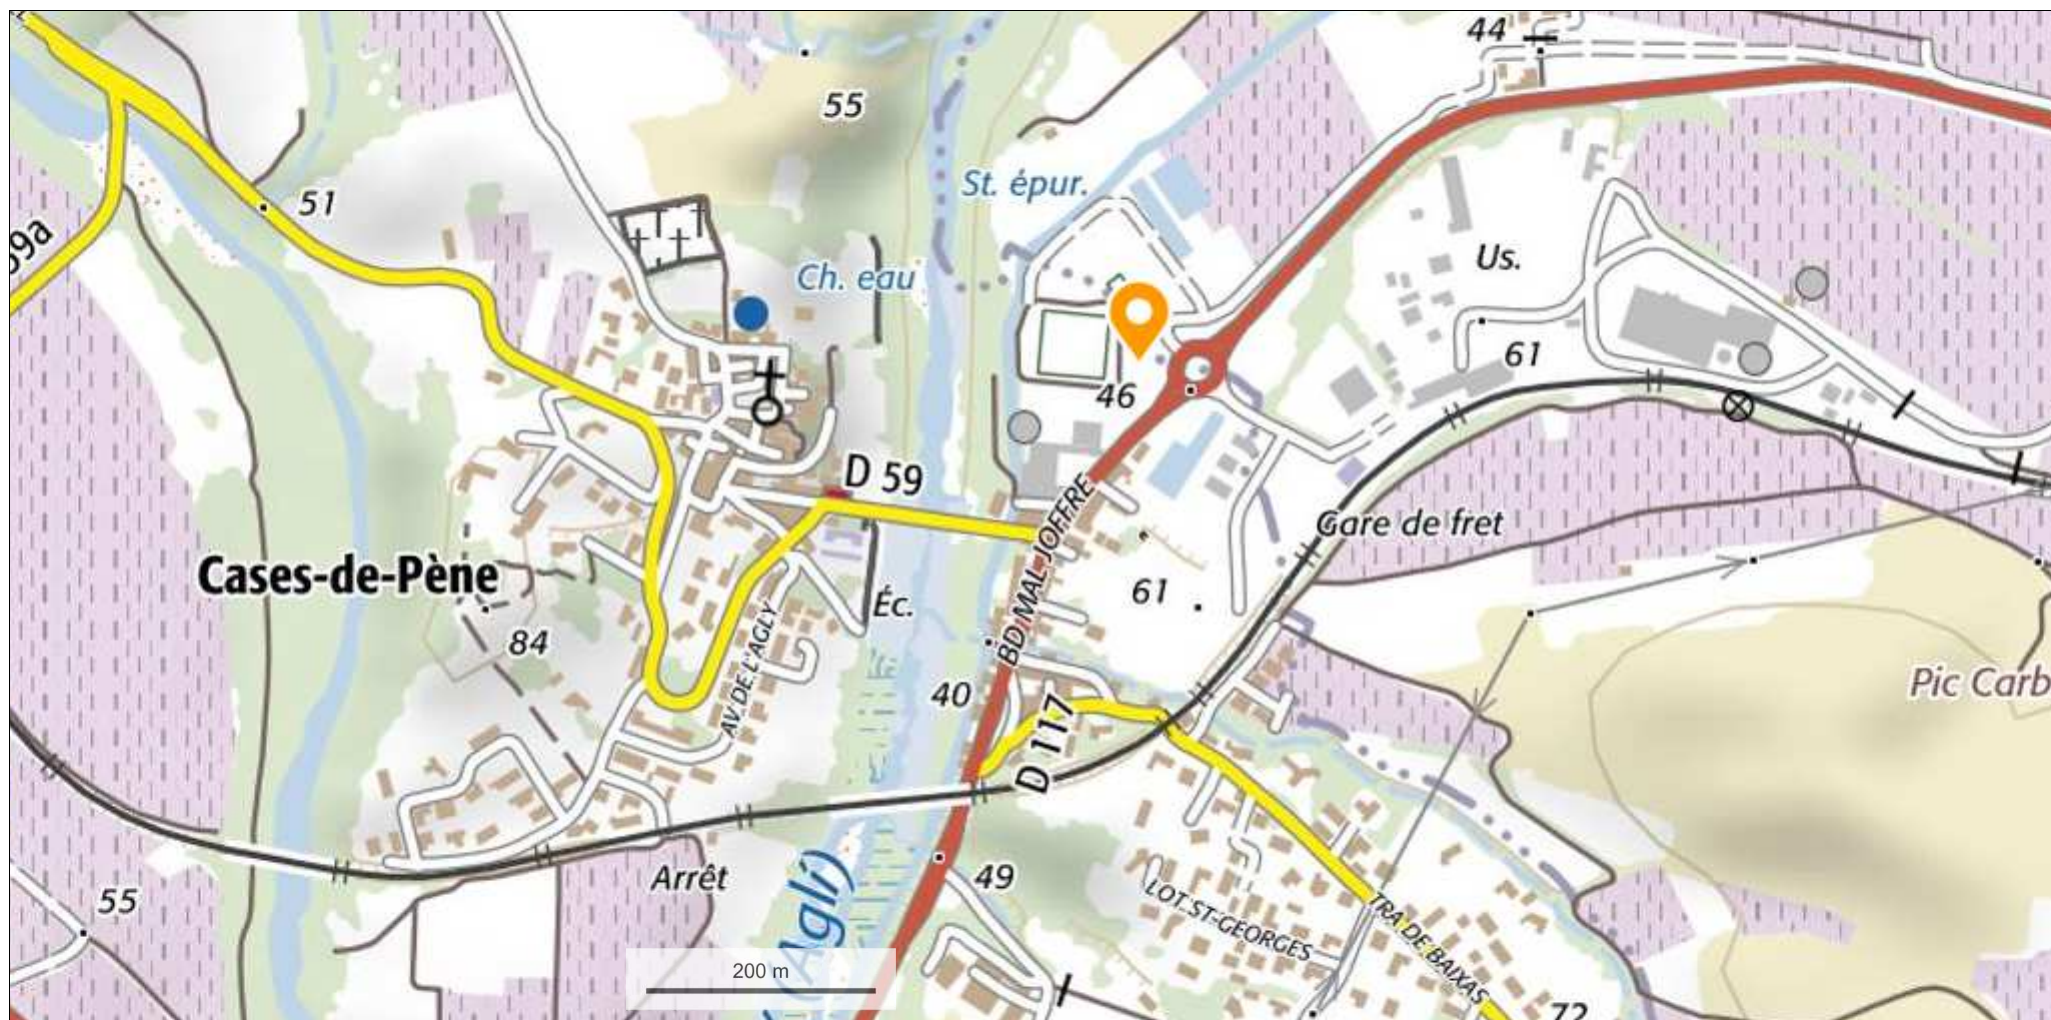 44
55
St. épur.
51
9a
Ch. eau
Us.
61
46
D 59
BD MAL JOFFRE
Gare de fret
Cases-de-Pène
61
Éc.
84
AV DE L'AGLY
40
D 117
Pic Carb
Arrêt
49
55
(Agli)
LOT ST-GEORGES
TRA DE BAIXAS
200 m
72